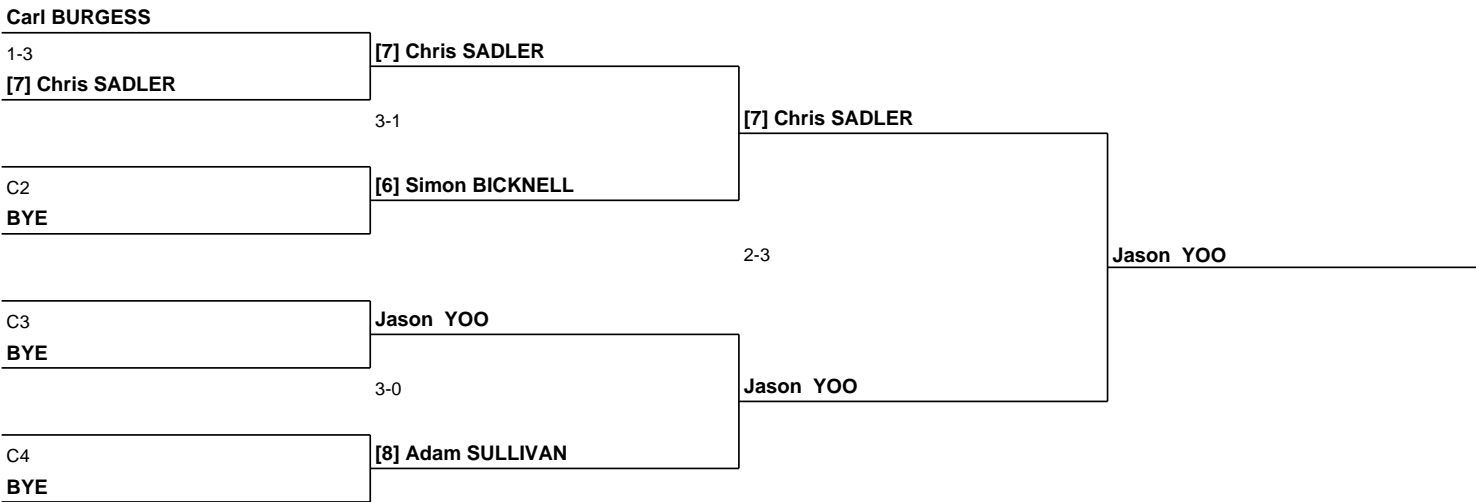 Carl BURGESS
1-3
[7] Chris SADLER
[7] Chris SADLER
3-1
[7] Chris SADLER
C2
[6] Simon BICKNELL
BYE
2-3
Jason YOO
C3
Jason YOO
BYE
3-0
Jason YOO
C4
[8] Adam SULLIVAN
BYE